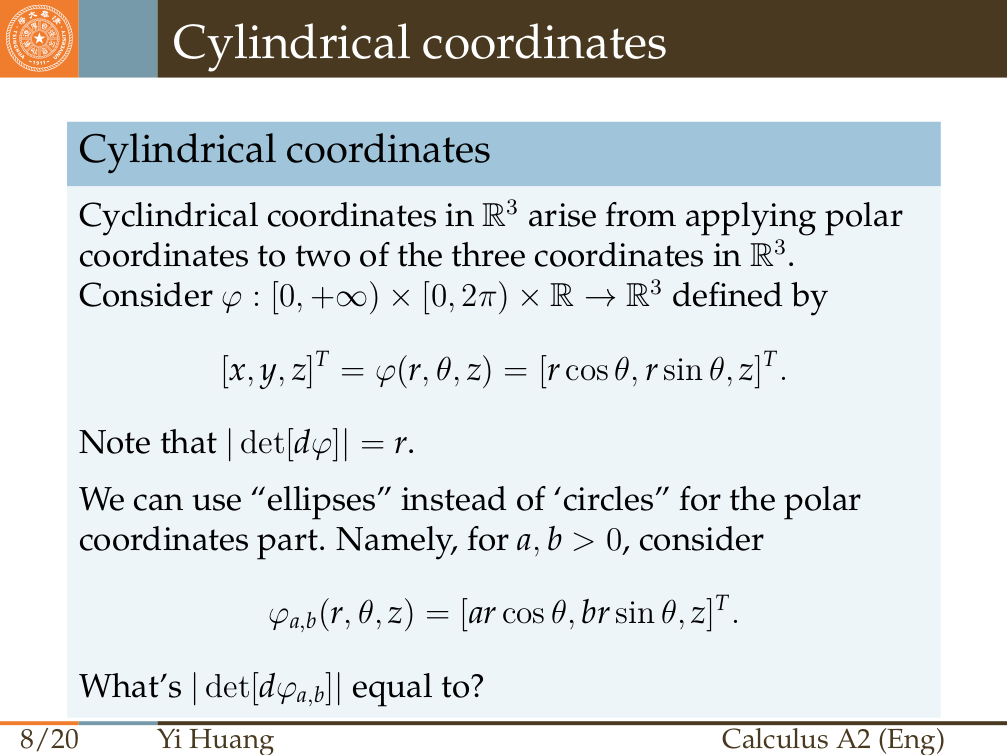 Cylindrical coordinates
Cylindrical coordinates
Cyclindrical coordinates in ℝ³ arise from applying polar
coordinates to two of the three coordinates in ℝ³.
Consider φ : [0, +∞) × [0, 2π) × ℝ → ℝ³ defined by
[x, y, z]ᵀ = φ(r, θ, z) = [r cos θ, r sin θ, z]ᵀ.
Note that | det[dφ]| = r.
We can use “ellipses” instead of ‘circles” for the polar
coordinates part. Namely, for a, b > 0, consider
φ_{a,b}(r, θ, z) = [ar cos θ, br sin θ, z]ᵀ.
What’s | det[dφ_{a,b}]| equal to?
8/20 Yi Huang Calculus A2 (Eng)